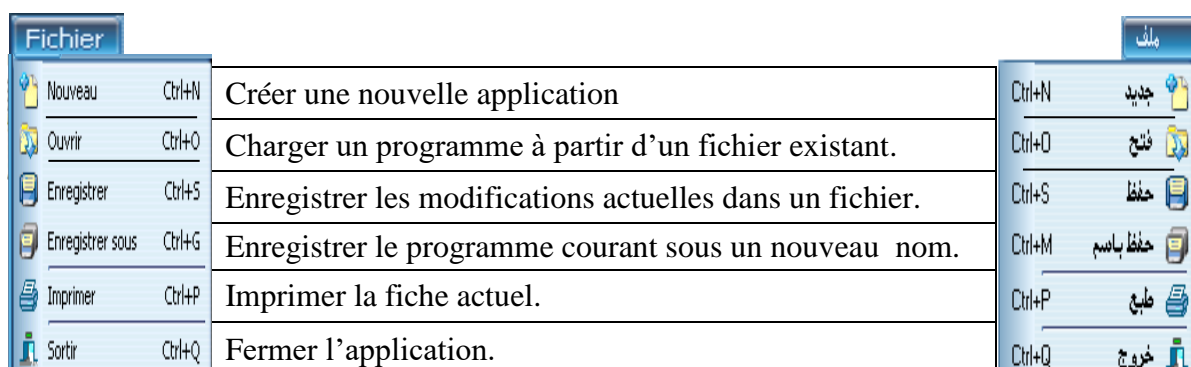 Fichier ملف
Nouveau Ctrl+N Créer une nouvelle application Ctrl+N جديد
Ouvrir Ctrl+O Charger un programme à partir d’un fichier existant. Ctrl+O فتح
Enregistrer Ctrl+S Enregistrer les modifications actuelles dans un fichier. Ctrl+S حفظ
Enregistrer sous Ctrl+G Enregistrer le programme courant sous un nouveau nom. Ctrl+M حفظ باسم
Imprimer Ctrl+P Imprimer la fiche actuel. Ctrl+P طبع
Sortir Ctrl+Q Fermer l’application. Ctrl+Q خروج